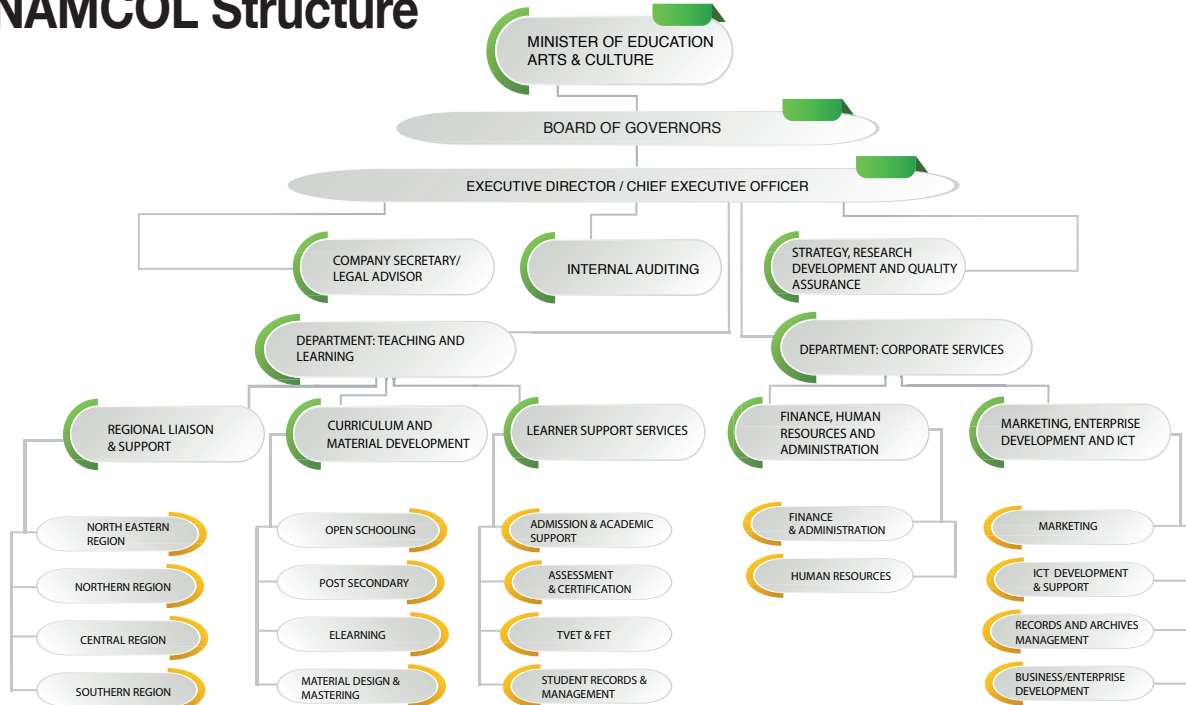 NAMCOL Structure
MINISTER OF EDUCATION
ARTS & CULTURE
BOARD OF GOVERNORS
EXECUTIVE DIRECTOR / CHIEF EXECUTIVE OFFICER
COMPANY SECRETARY/
LEGAL ADVISOR
INTERNAL AUDITING
STRATEGY, RESEARCH
DEVELOPMENT AND QUALITY
ASSURANCE
DEPARTMENT: TEACHING AND
LEARNING
DEPARTMENT: CORPORATE SERVICES
REGIONAL LIAISON
& SUPPORT
CURRICULUM AND
MATERIAL DEVELOPMENT
LEARNER SUPPORT SERVICES
FINANCE, HUMAN
RESOURCES AND
ADMINISTRATION
MARKETING, ENTERPRISE
DEVELOPMENT AND ICT
NORTH EASTERN
REGION
NORTHERN REGION
CENTRAL REGION
SOUTHERN REGION
OPEN SCHOOLING
POST SECONDARY
ELEARNING
MATERIAL DESIGN &
MASTERING
ADMISSION & ACADEMIC
SUPPORT
ASSESSMENT
& CERTIFICATION
TVET & FET
STUDENT RECORDS &
MANAGEMENT
FINANCE
& ADMINISTRATION
HUMAN RESOURCES
MARKETING
ICT DEVELOPMENT
& SUPPORT
RECORDS AND ARCHIVES
MANAGEMENT
BUSINESS/ENTERPRISE
DEVELOPMENT